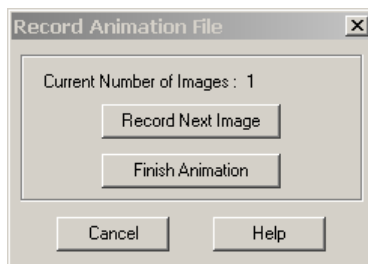 Record Animation File
Current Number of Images : 1
Record Next Image
Finish Animation
Cancel Help